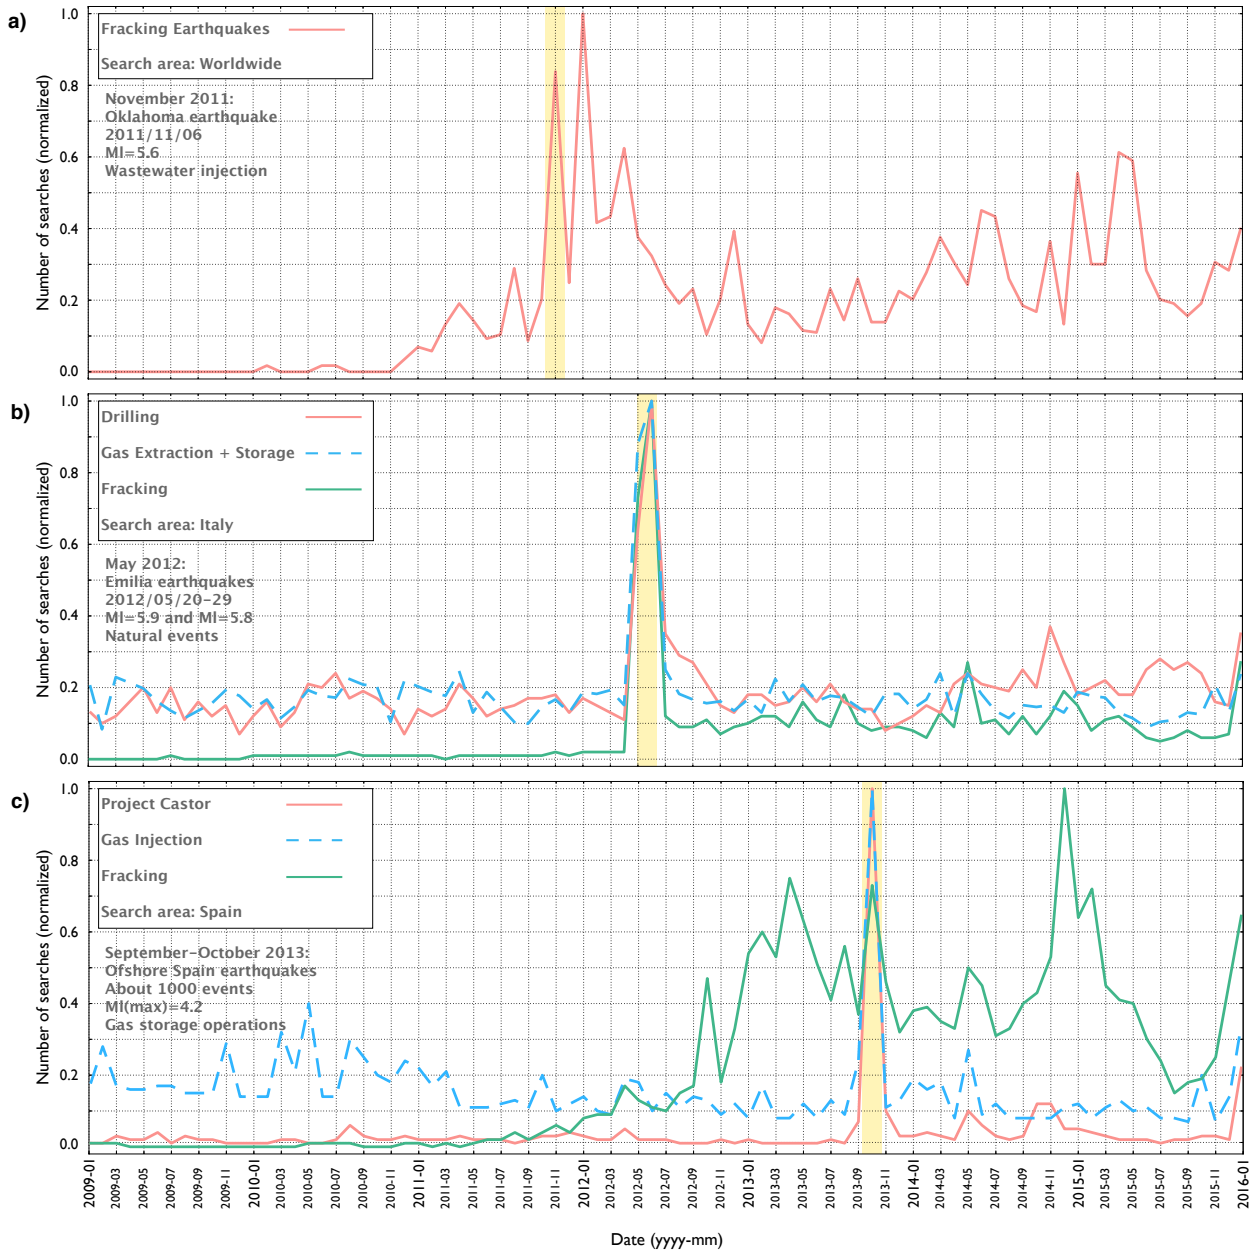 a)
Number of searches (normalized)
1.0
0.8
0.6
0.4
0.2
0.0
Fracking Earthquakes
Search area: Worldwide
November 2011:
Oklahoma earthquake
2011/11/06
Ml=5.6
Wastewater injection
b)
Number of searches (normalized)
1.0
0.8
0.6
0.4
0.2
0.0
Drilling
Gas Extraction + Storage
Fracking
Search area: Italy
May 2012:
Emilia earthquakes
2012/05/20-29
Ml=5.9 and Ml=5.8
Natural events
c)
Number of searches (normalized)
1.0
0.8
0.6
0.4
0.2
0.0
Project Castor
Gas Injection
Fracking
Search area: Spain
September-October 2013:
Ofshore Spain earthquakes
About 1000 events
Ml(max)=4.2
Gas storage operations
2009-01
2009-03
2009-05
2009-07
2009-09
2009-11
2010-01
2010-03
2010-05
2010-07
2010-09
2010-11
2011-01
2011-03
2011-05
2011-07
2011-09
2011-11
2012-01
2012-03
2012-05
2012-07
2012-09
2012-11
2013-01
2013-03
2013-05
2013-07
2013-09
2013-11
2014-01
2014-03
2014-05
2014-07
2014-09
2014-11
2015-01
2015-03
2015-05
2015-07
2015-09
2015-11
2016-01
Date (yyyy-mm)